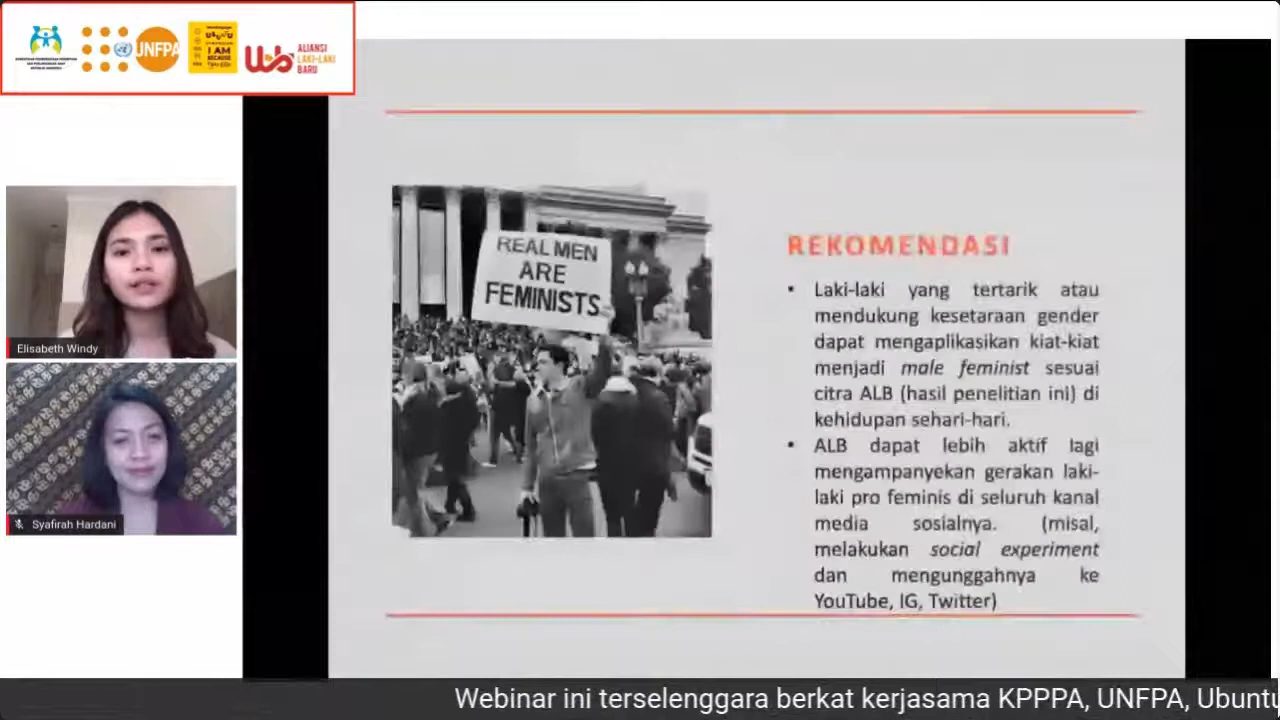 UNFPA
I AM
BECAUSE
ALIANSI
LAKI-LAKI
BARU
REAL MEN
ARE
FEMINISTS
REKOMENDASI
• Laki-laki yang tertarik atau
mendukung kesetaraan gender
dapat mengaplikasikan kiat-kiat
menjadi male feminist sesuai
citra ALB (hasil penelitian ini) di
kehidupan sehari-hari.
• ALB dapat lebih aktif lagi
mengampanyekan gerakan laki-
laki pro feminis di seluruh kanal
media sosialnya. (misal,
melakukan social experiment
dan mengunggahnya ke
YouTube, IG, Twitter)
Elisabeth Windy
Syafirah Hardani
Webinar ini terselenggara berkat kerjasama KPPPA, UNFPA, Ubuntu